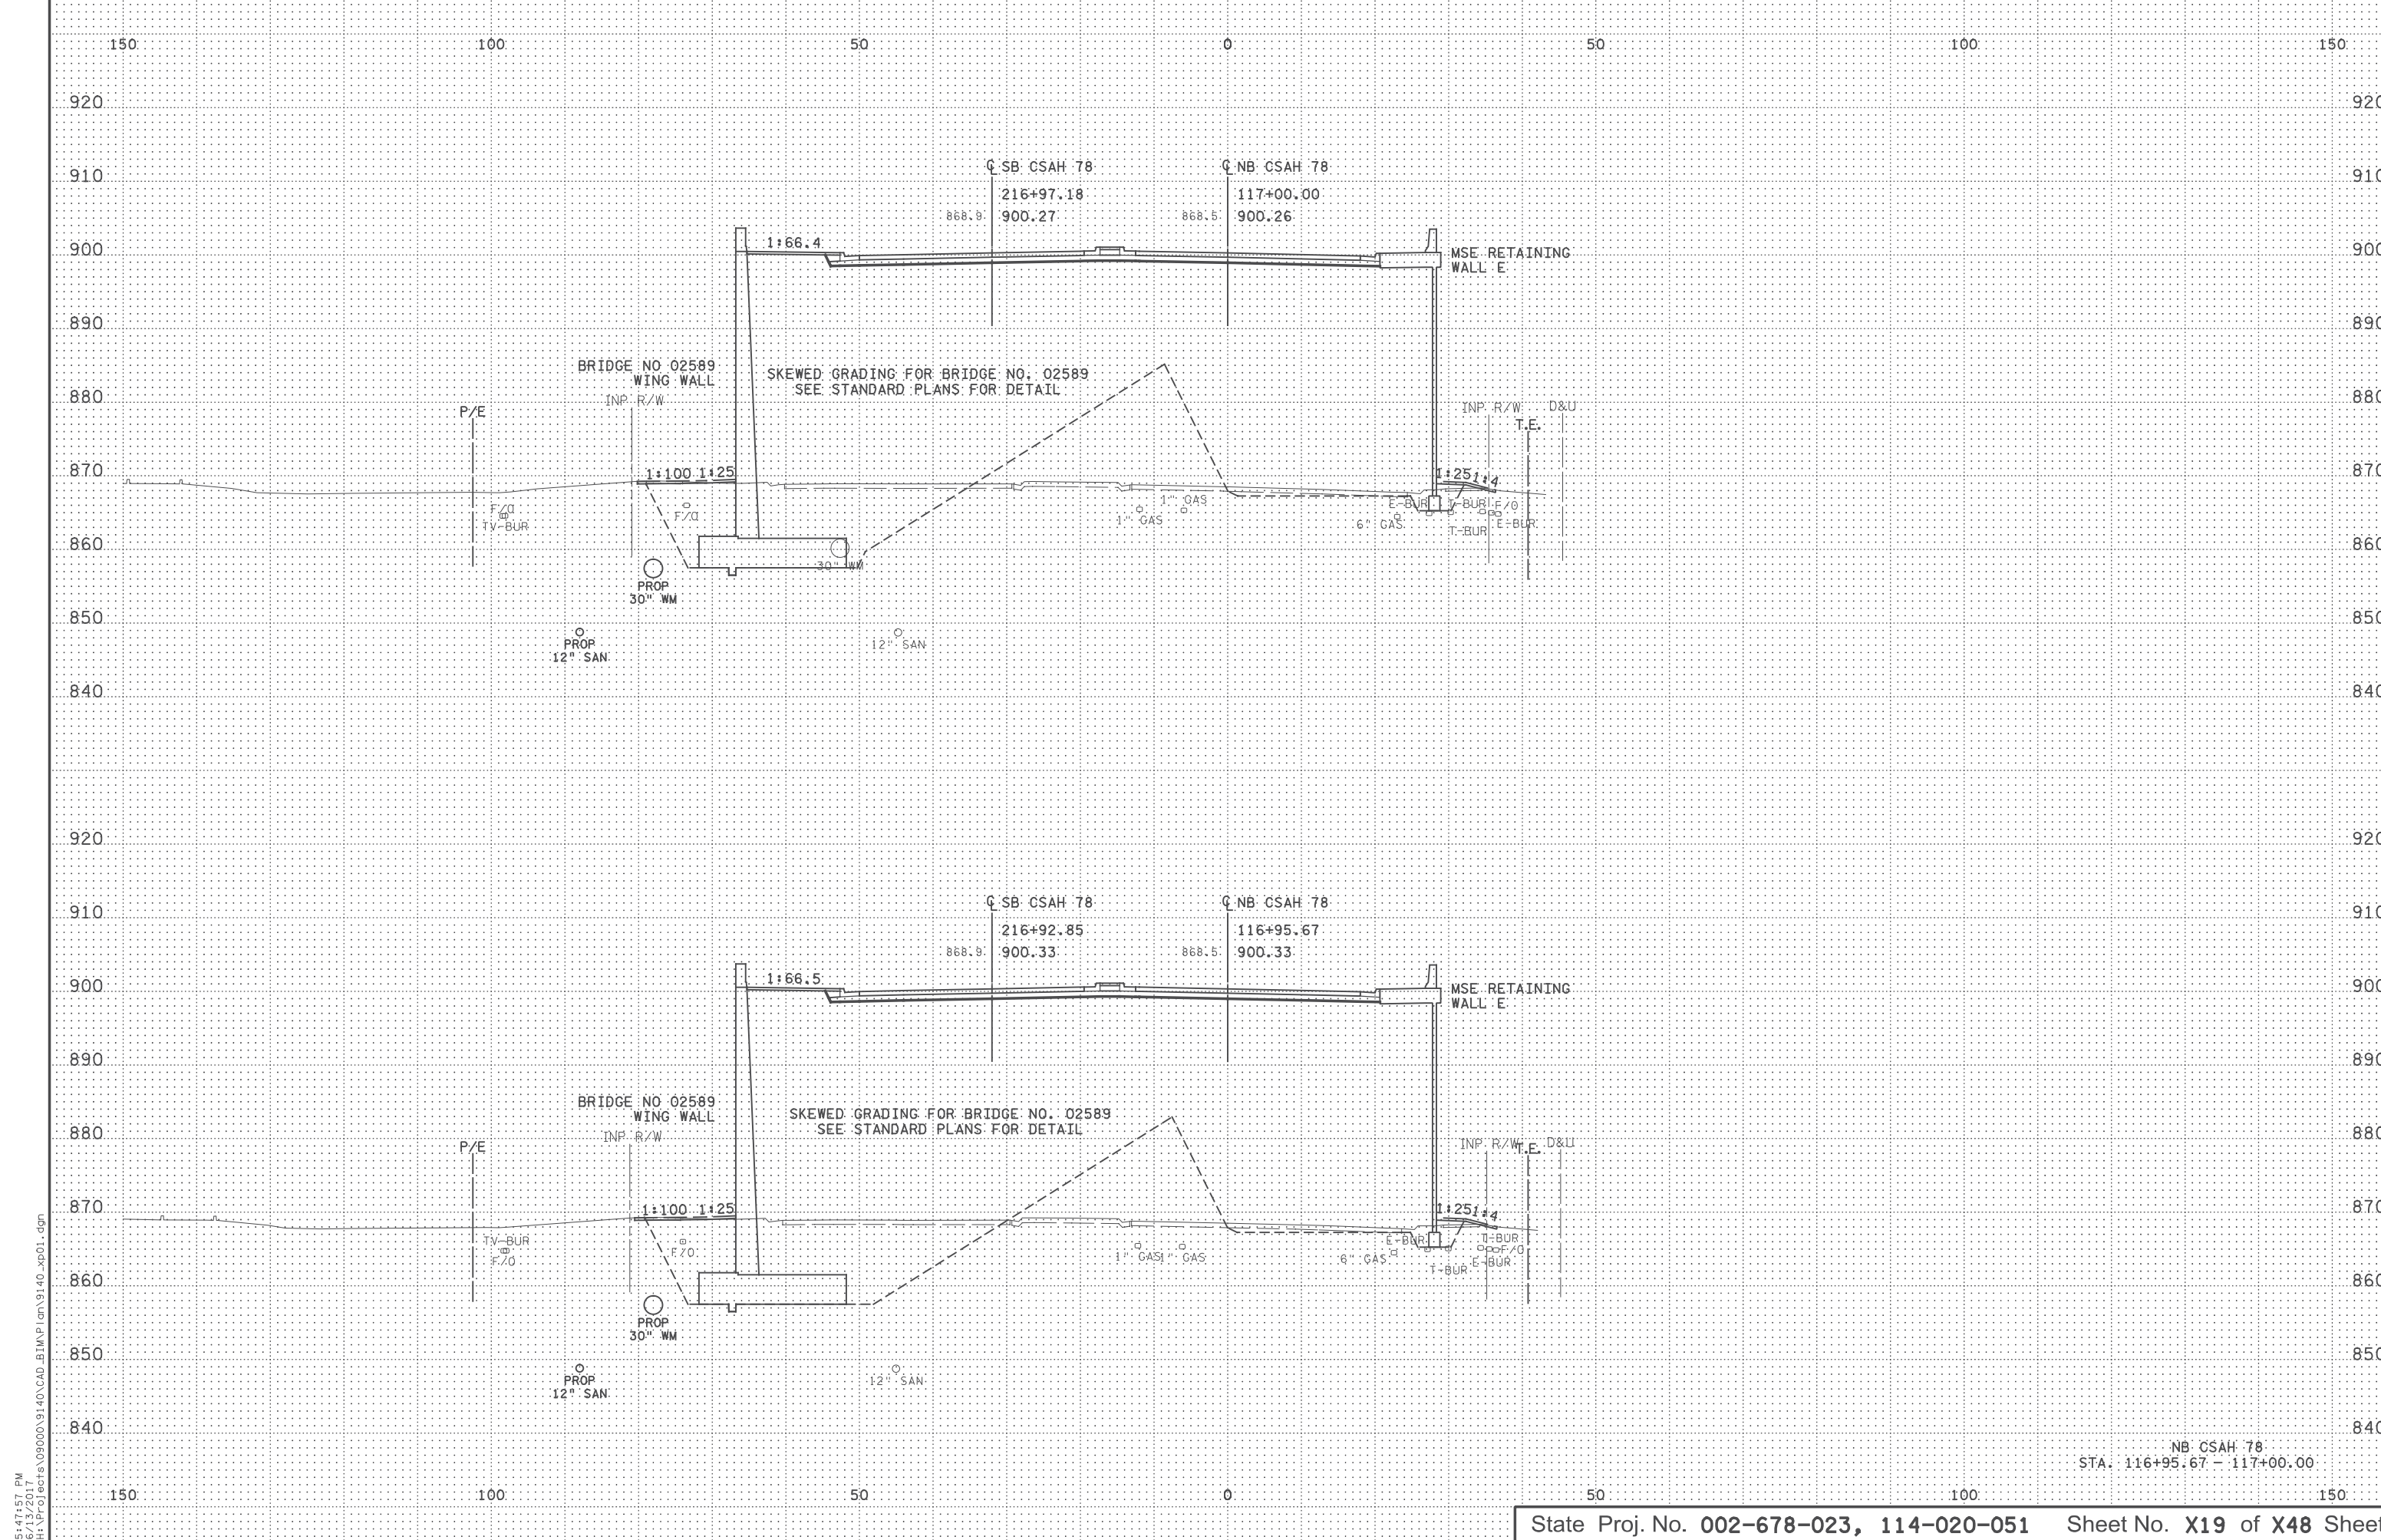 150 100 50 0 50 100 150
920 920
℄ SB CSAH 78 ℄ NB CSAH 78
910 910
216+97.18 117+00.00
868.9 900.27 868.5 900.26
1:66.4
900 900
MSE RETAINING
WALL E
890 890
BRIDGE NO 02589
WING WALL
SKEWED GRADING FOR BRIDGE NO. 02589
SEE STANDARD PLANS FOR DETAIL
880 880
INP R/W INP R/W D&U
P/E T.E.
870 870
1:100 1:25 1:25 1:4
1" GAS E-BUR T-BUR F/O
F/O F/O
TV-BUR 1" GAS 6" GAS E-BUR
T-BUR
860 860
30" WM
PROP
30" WM
850 850
PROP 12" SAN
12" SAN
840 840
920 920
℄ SB CSAH 78 ℄ NB CSAH 78
910 910
216+92.85 116+95.67
868.9 900.33 868.5 900.33
1:66.5
900 900
MSE RETAINING
WALL E
890 890
BRIDGE NO 02589
WING WALL
SKEWED GRADING FOR BRIDGE NO. 02589
SEE STANDARD PLANS FOR DETAIL
880 880
INP R/W INP R/W D&U
P/E T.E.
870 870
1:100 1:25 1:25 1:4
TV-BUR E-BUR T-BUR
F/O F/O 1" GAS 1" GAS 6" GAS F/O
E-BUR
T-BUR
860 860
PROP
30" WM
850 850
PROP 12" SAN
12" SAN
840 840
NB CSAH 78
STA. 116+95.67 - 117+00.00
150 100 50 0 50 100 150
State Proj. No. 002-678-023, 114-020-051 Sheet No. X19 of X48 Sheet
5:47:57 PM
6/13/2017
H:\Projects\09000\9140\CAD_BIM\Plan\9140_xp01.dgn